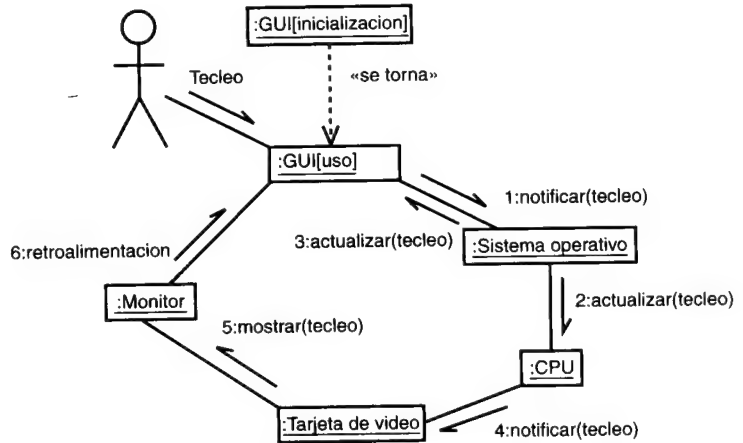 :GUI[inicializacion]
Tecleo
«se torna»
:GUI[uso]
1:notificar(tecleo)
3:actualizar(tecleo)
:Sistema operativo
6:retroalimentacion
2:actualizar(tecleo)
:Monitor
5:mostrar(tecleo)
:CPU
:Tarjeta de video
4:notificar(tecleo)